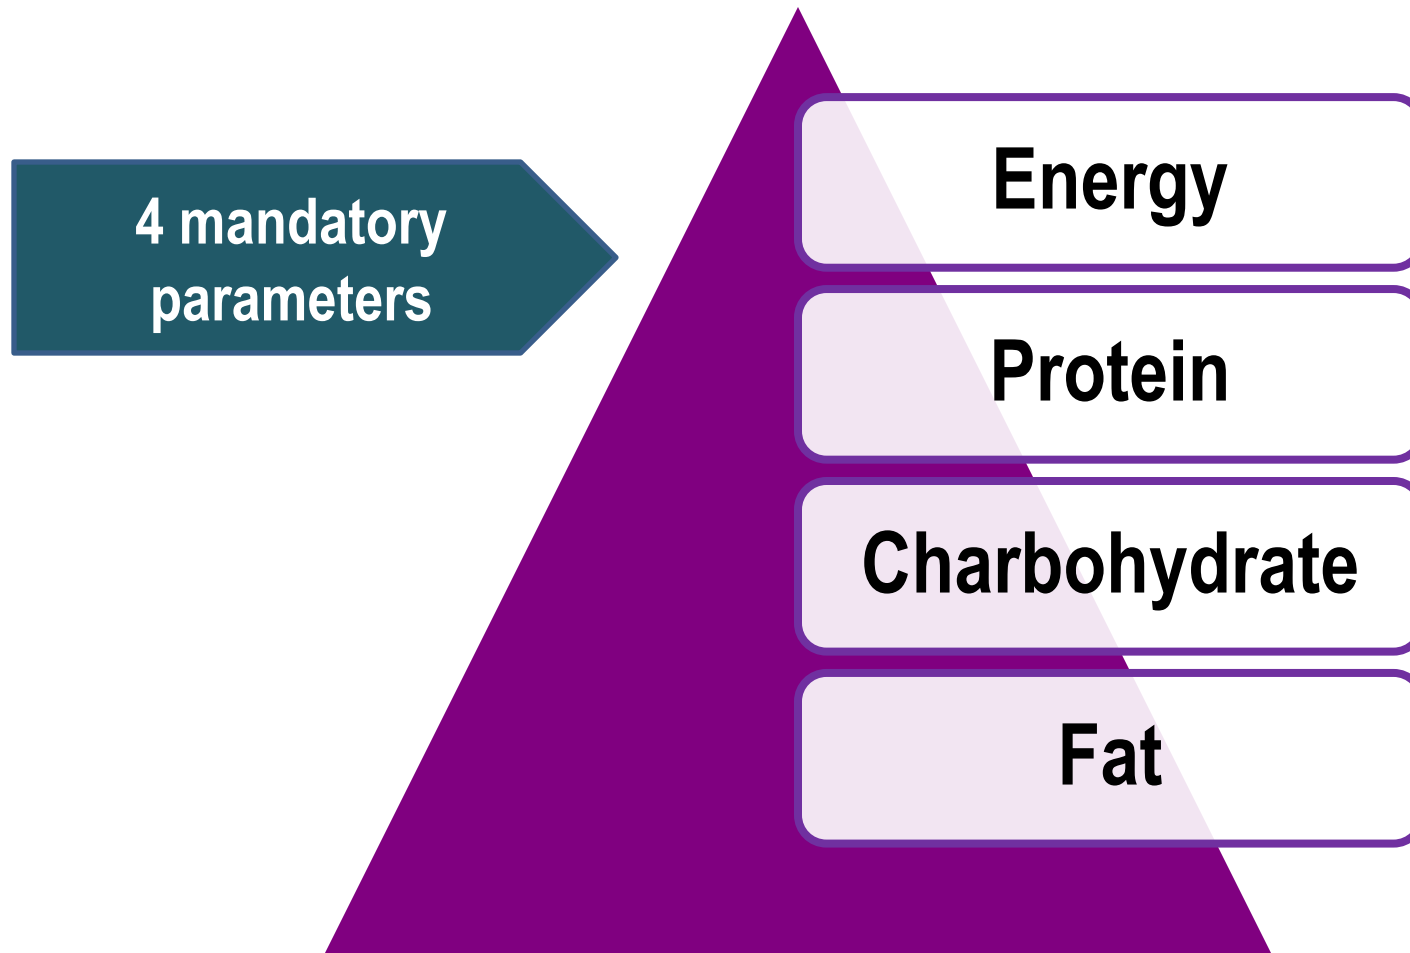 4 mandatory
parameters
Energy
Protein
Charbohydrate
Fat